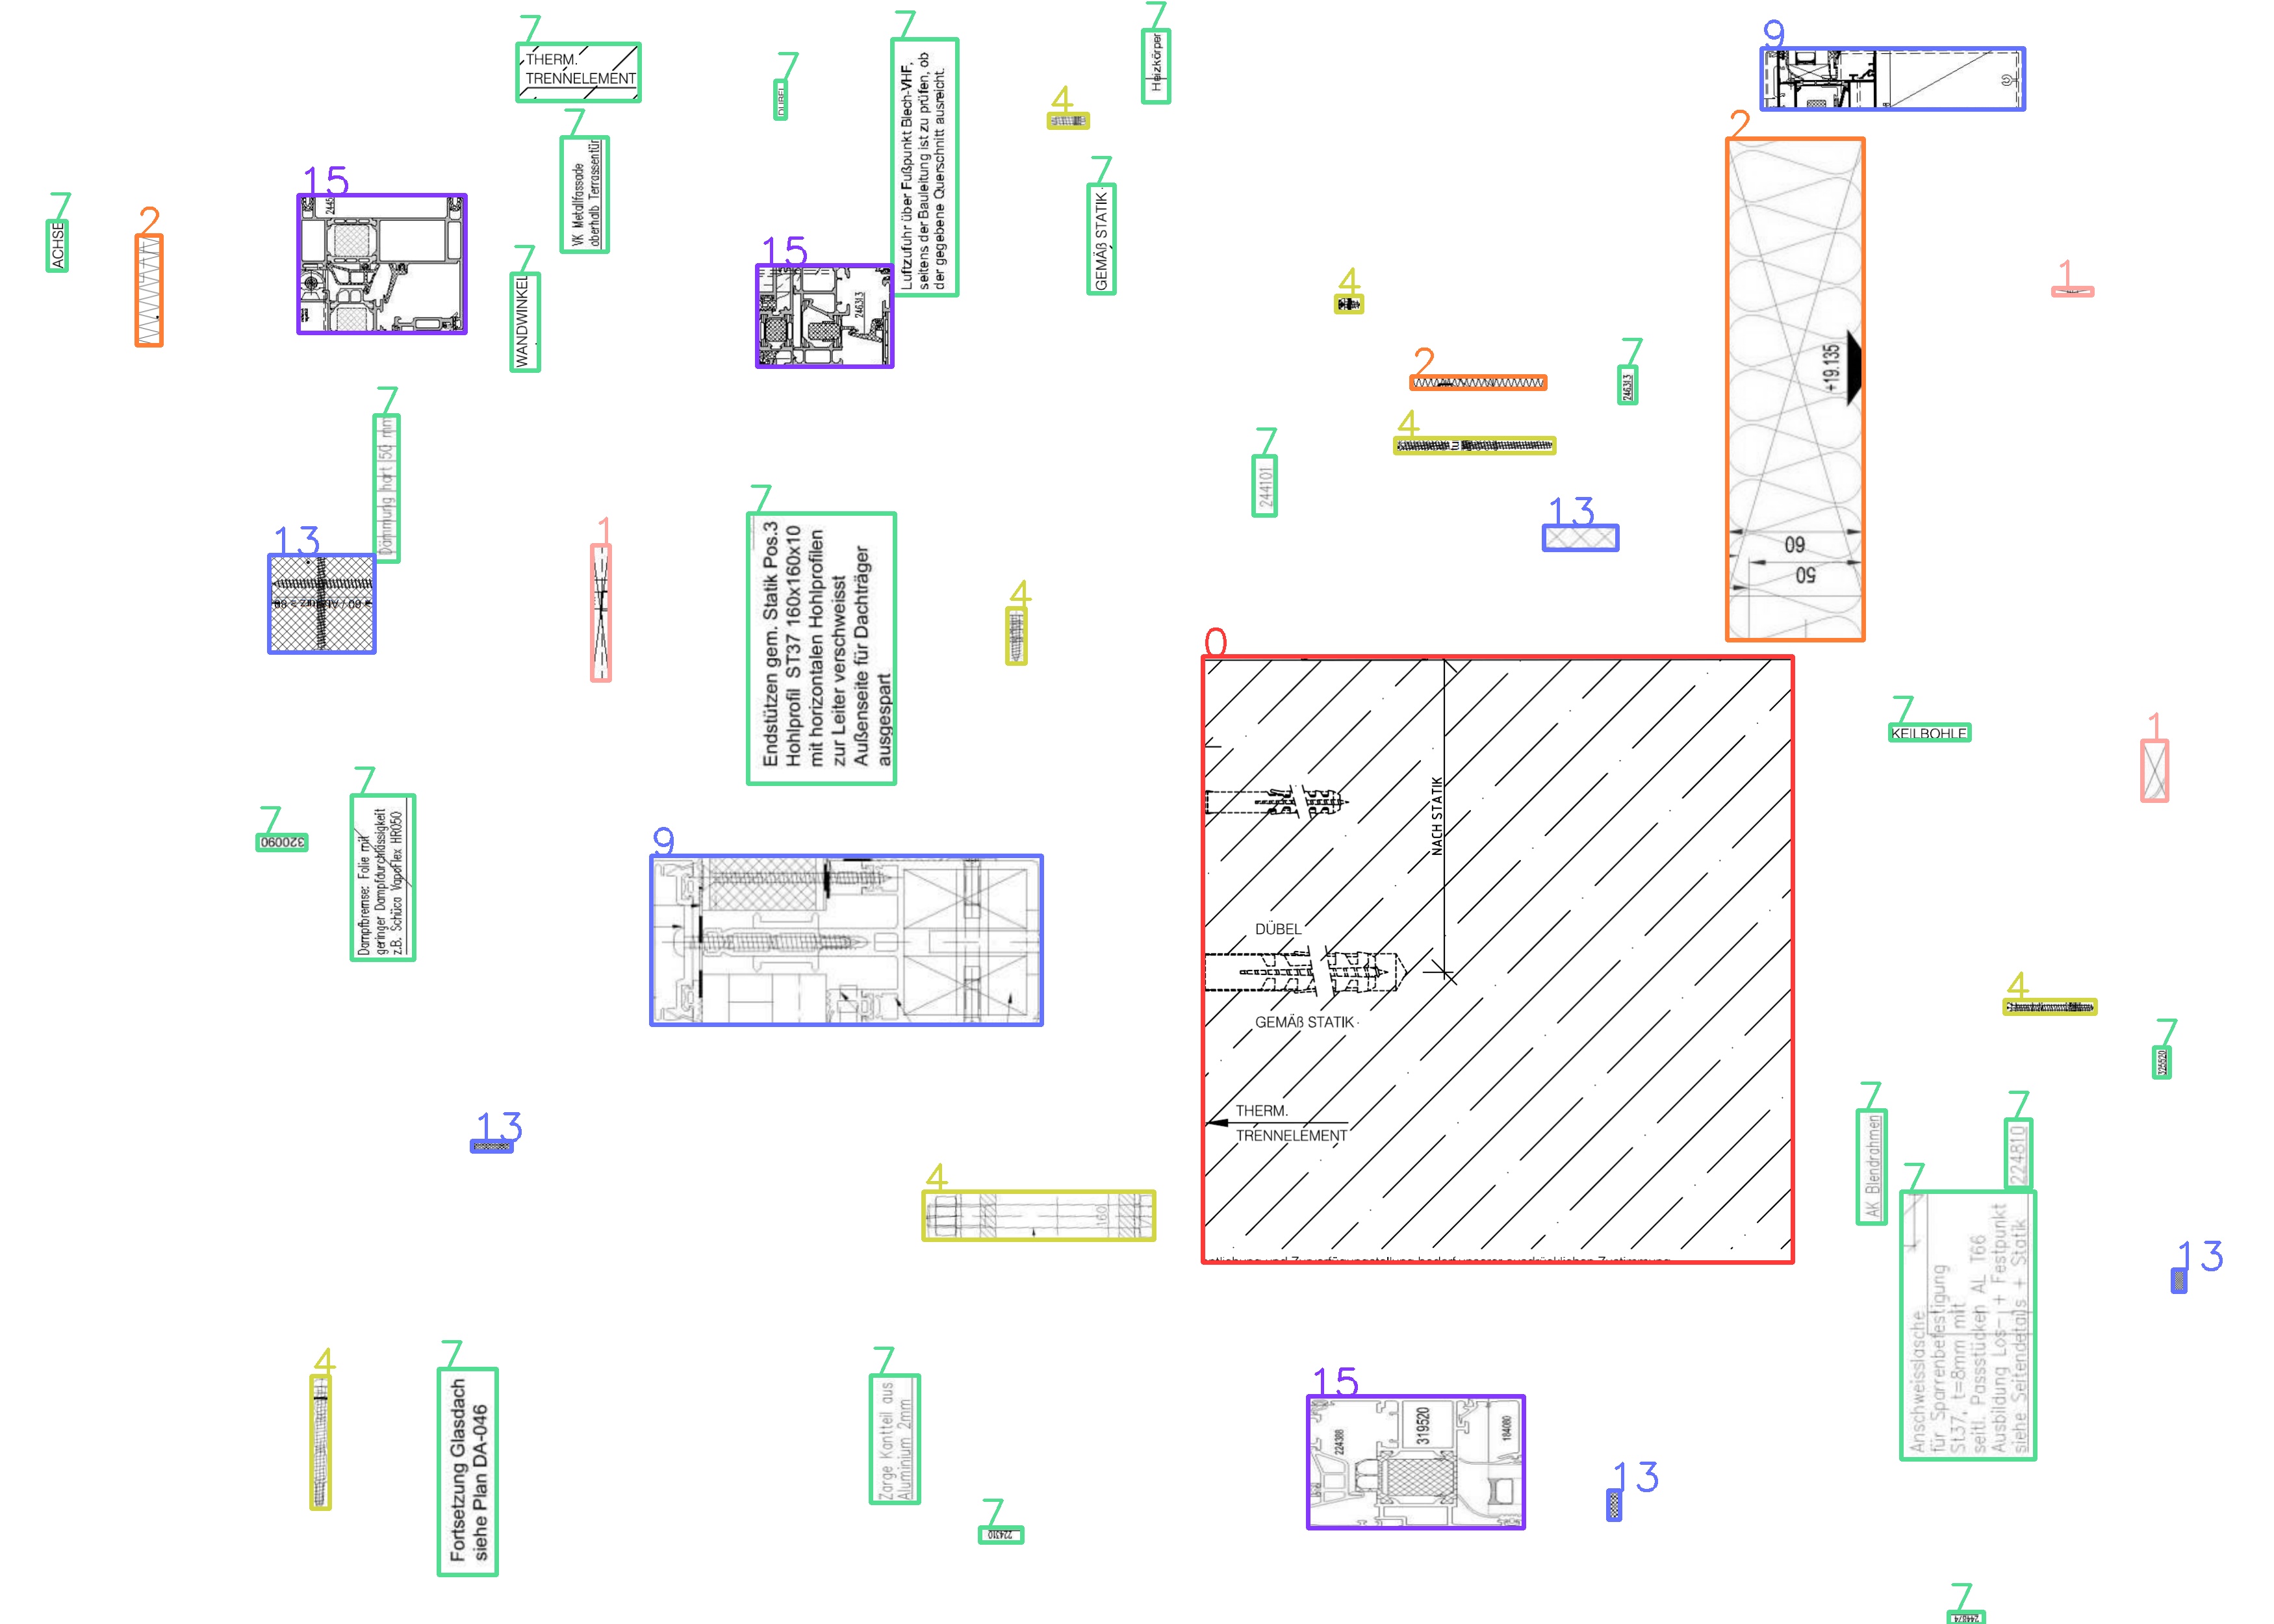 7
THERM.
TRENNELEMENT
7
DÜBEL
7
Luftzufuhr über Fußpunkt Blech-VHF,
seitens der Bauleitung ist zu prüfen, ob
der gegebene Querschnitt ausreicht.
7
Heizkörper
4
9
2
+19.135
60
50
7
VK Metallfassade
oberhalb Terrassentür
7
GEMÄß STATIK
15
7
ACHSE
2
7
WANDWINKEL
15
246313
4
1
2
7
246313
4
7
Dämmung hart 150 mm
7
244101
7
Endstützen gem. Statik Pos.3
Hohlprofil ST37 160x160x10
mit horizontalen Hohlprofilen
zur Leiter verschweisst
Außenseite für Dachträger
ausgespart
13
13
1
4
0
NACH STATIK
DÜBEL
GEMÄß STATIK
THERM.
TRENNELEMENT
7
KEILBOHLE
1
7
320090
7
Dampfbremse: Folie mit
geringer Dampfdurchlässigkeit
z.B. Schüco Vapoflex HR050
9
4
7
325520
7
AK Blendrahmen
7
224810
7
Anschweisslasche
für Sparrenbefestigung
St37, t=8mm mit
seitl. Passstücken AL T66
Ausbildung Los- + Festpunkt
siehe Seitendetails + Statik
13
4
160
13
4
7
Fortsetzung Glasdach
siehe Plan DA-046
7
Zarge Kantteil aus
Aluminium 2mm
15
224388
319520
184080
13
7
224310
7